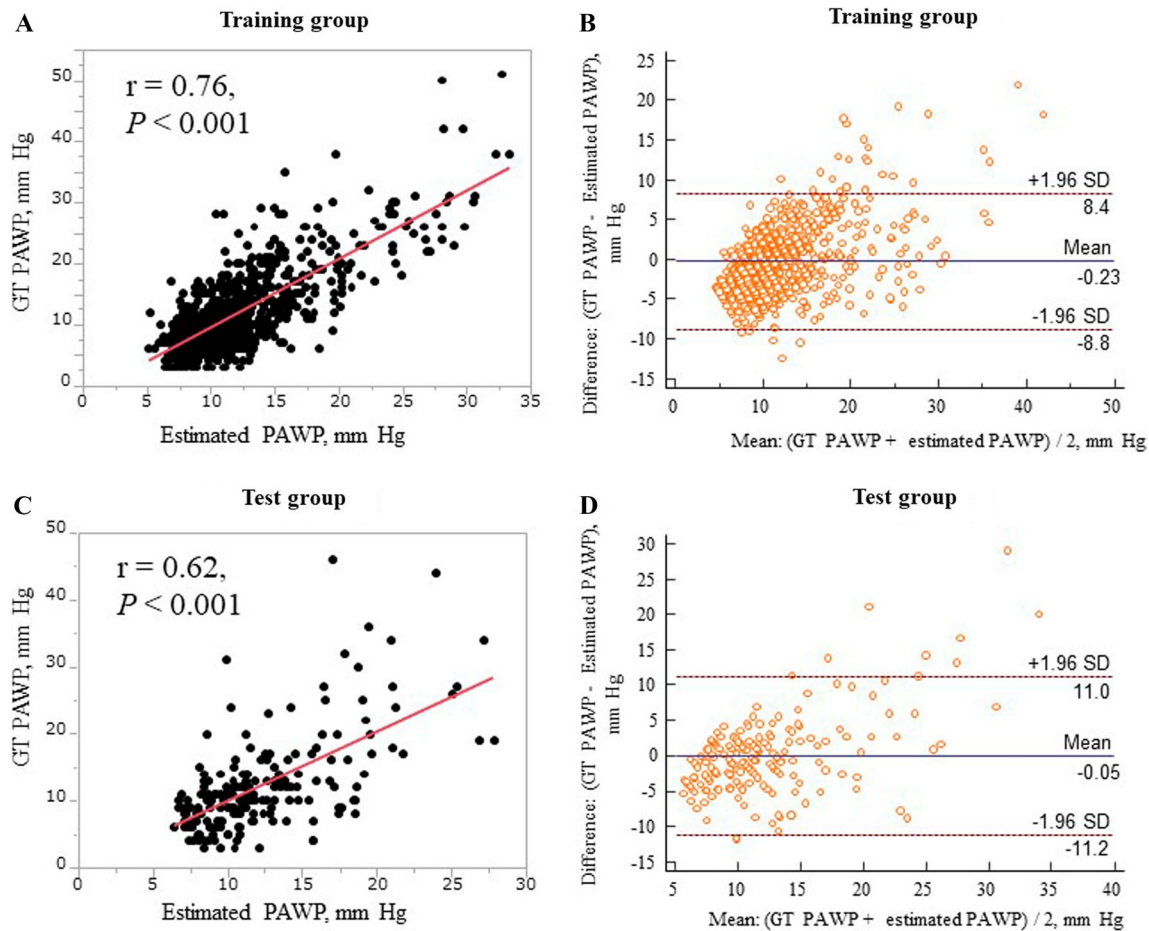 A
Training group
r = 0.76,
P < 0.001
GT PAWP, mm Hg
50
40
30
20
10
0
0 5 10 15 20 25 30 35
Estimated PAWP, mm Hg
B
Training group
Difference: (GT PAWP - Estimated PAWP),
mm Hg
25
20
15
10
5
0
-5
-10
-15
+1.96 SD
8.4
Mean
-0.23
-1.96 SD
-8.8
0 10 20 30 40 50
Mean: (GT PAWP + estimated PAWP) / 2, mm Hg
C
Test group
r = 0.62,
P < 0.001
GT PAWP, mm Hg
50
40
30
20
10
0
0 5 10 15 20 25 30
Estimated PAWP, mm Hg
D
Test group
Difference: (GT PAWP - Estimated PAWP),
mm Hg
30
25
20
15
10
5
0
-5
-10
-15
+1.96 SD
11.0
Mean
-0.05
-1.96 SD
-11.2
5 10 15 20 25 30 35 40
Mean: (GT PAWP + estimated PAWP) / 2, mm Hg